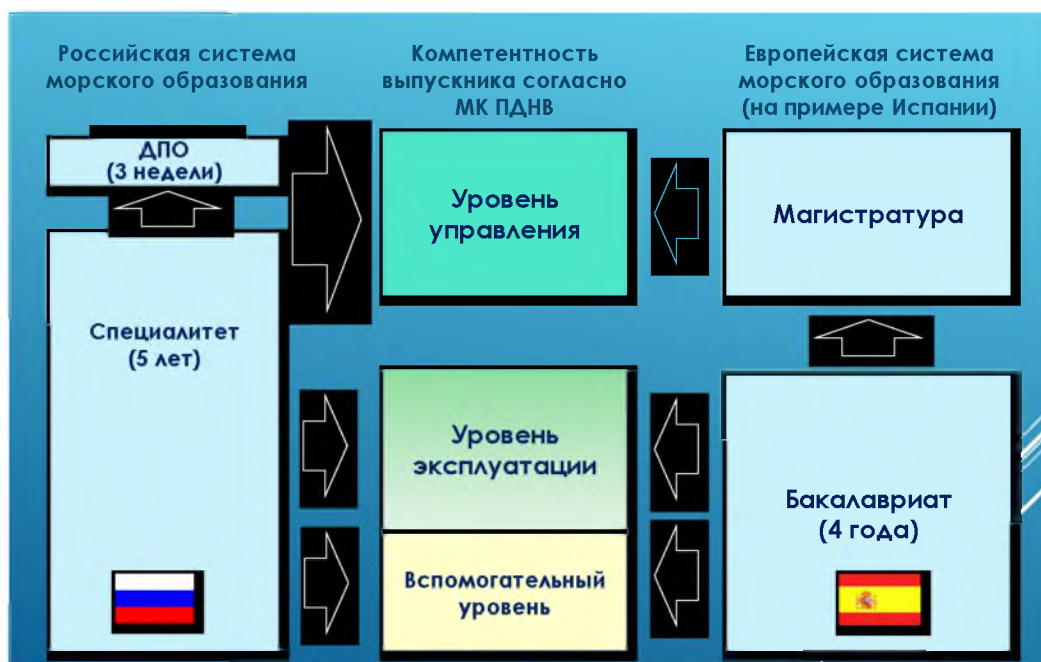 Российская система
морского образования
Компетентность
выпускника согласно
МК ПДНВ
Европейская система
морского образования
(на примере Испании)
ДПО
(3 недели)
Уровень
управления
Магистратура
Специалитет
(5 лет)
Уровень
эксплуатации
Бакалавриат
(4 года)
Вспомогательный
уровень